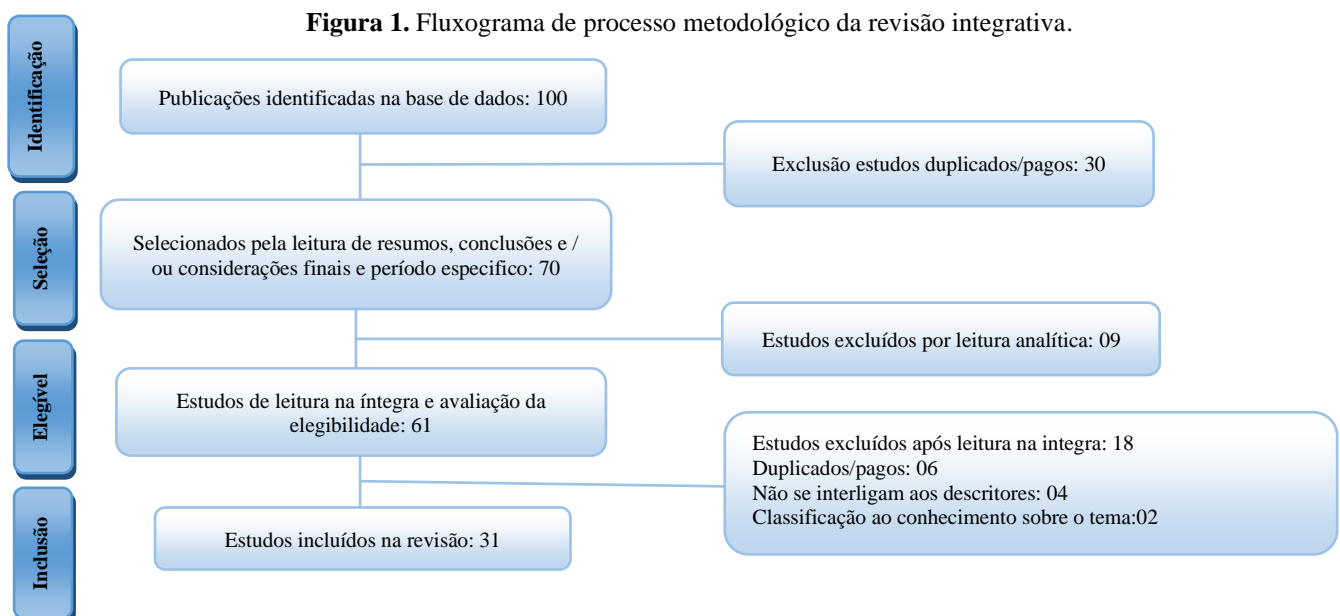 Figura 1. Fluxograma de processo metodológico da revisão integrativa.
Identificação
Publicações identificadas na base de dados: 100
Exclusão estudos duplicados/pagos: 30
Seleção
Selecionados pela leitura de resumos, conclusões e /
ou considerações finais e período especifico: 70
Estudos excluídos por leitura analítica: 09
Elegível
Estudos de leitura na íntegra e avaliação da
elegibilidade: 61
Estudos excluídos após leitura na integra: 18
Duplicados/pagos: 06
Não se interligam aos descritores: 04
Classificação ao conhecimento sobre o tema:02
Inclusão
Estudos incluídos na revisão: 31